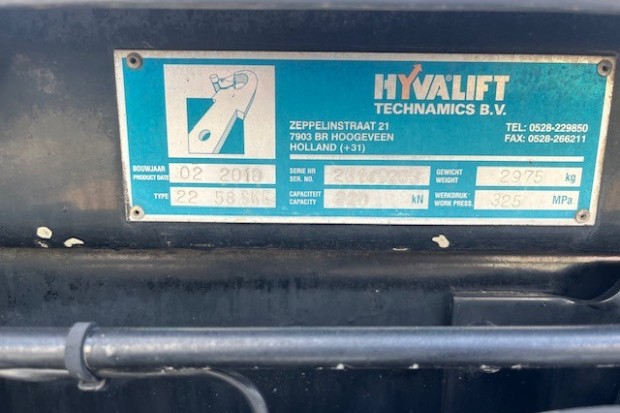 HYVALIFT
TECHNAMICS B.V.
ZEPPELINSTRAAT 21
7903 BR HOOGEVEEN
HOLLAND (+31)
TEL: 0528-229850
FAX: 0528-266211
BOUWJAAR
PRODUCT DATE 02 2010
SERIE NR
SER. NO.
GEWICHT
WEIGHT 2975 kg
TYPE 22
CAPACITEIT
CAPACITY kN
WERKDRUK
WORK PRESS. 325 MPa